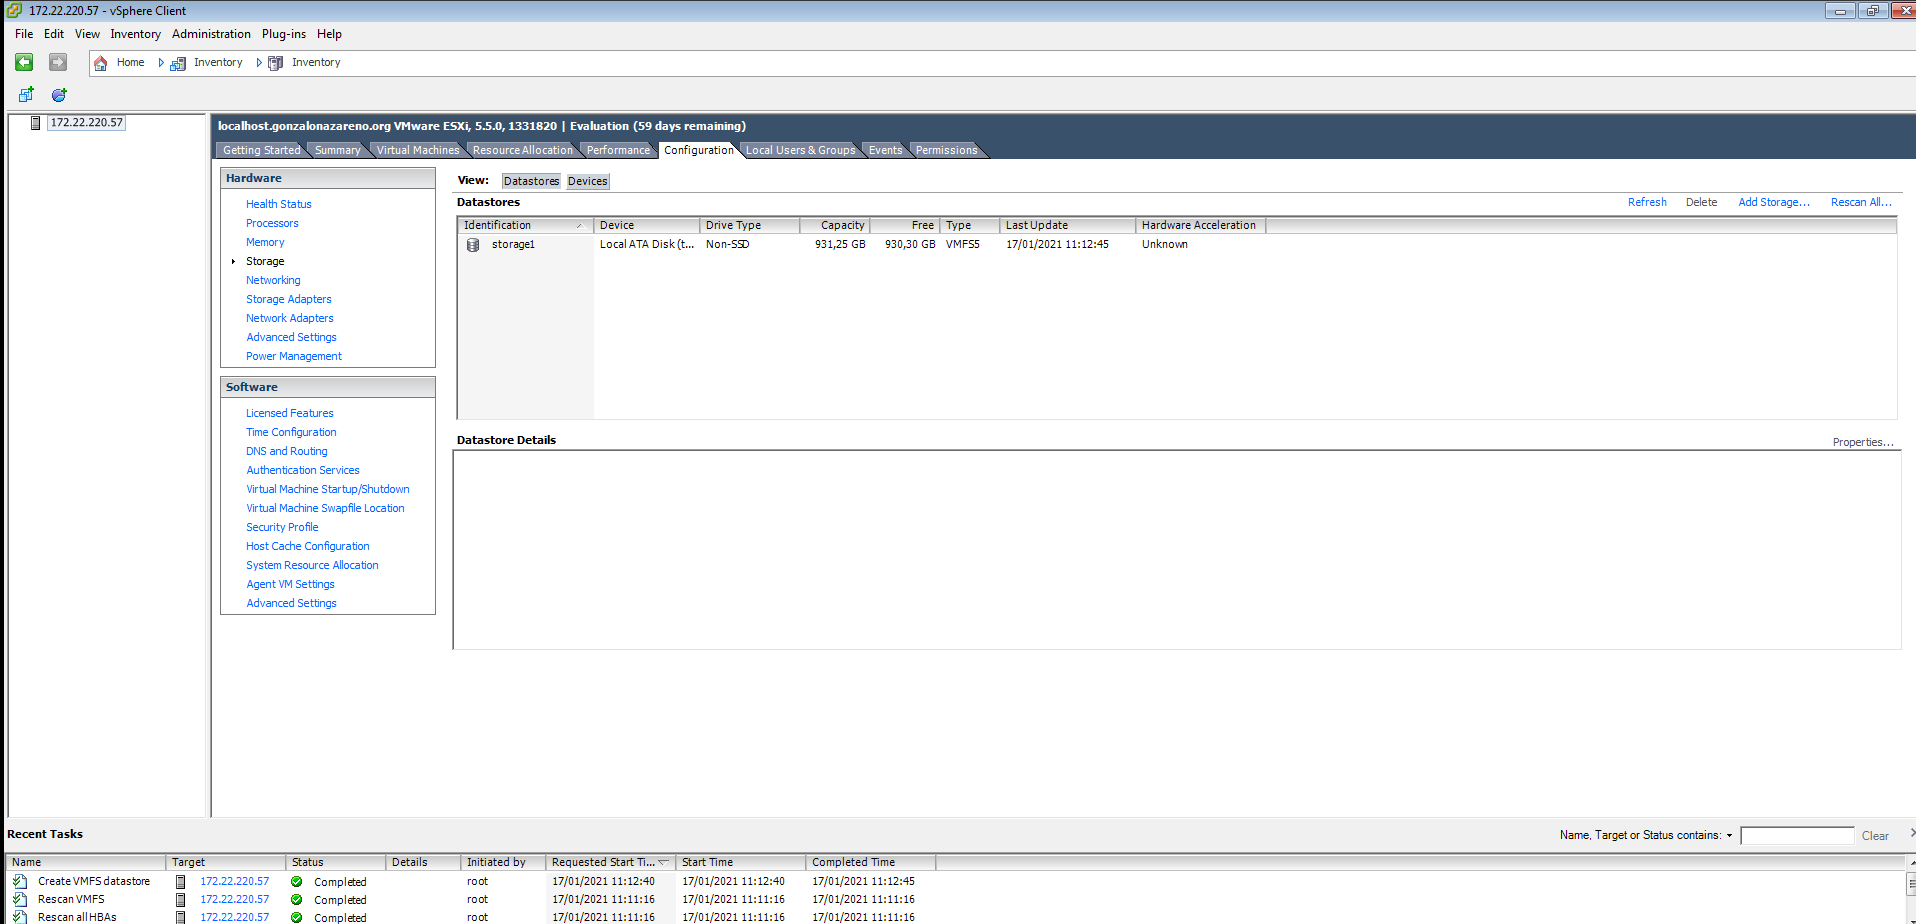 172.22.220.57 - vSphere Client
File Edit View Inventory Administration Plug-ins Help
Home Inventory Inventory
172.22.220.57
localhost.gonzalonazareno.org VMware ESXi, 5.5.0, 1331820 | Evaluation (59 days remaining)
Getting Started Summary Virtual Machines Resource Allocation Performance Configuration Local Users & Groups Events Permissions
Hardware
Health Status
Processors
Memory
Storage
Networking
Storage Adapters
Network Adapters
Advanced Settings
Power Management
Software
Licensed Features
Time Configuration
DNS and Routing
Authentication Services
Virtual Machine Startup/Shutdown
Virtual Machine Swapfile Location
Security Profile
Host Cache Configuration
System Resource Allocation
Agent VM Settings
Advanced Settings
View: Datastores Devices
Datastores
Refresh Delete Add Storage... Rescan All...
Identification Device Drive Type Capacity Free Type Last Update Hardware Acceleration
storage1 Local ATA Disk (t... Non-SSD 931,25 GB 930,30 GB VMFS5 17/01/2021 11:12:45 Unknown
Datastore Details
Properties...
Recent Tasks
Name, Target or Status contains: Clear
Name Target Status Details Initiated by Requested Start Ti... Start Time Completed Time
Create VMFS datastore 172.22.220.57 Completed root 17/01/2021 11:12:40 17/01/2021 11:12:40 17/01/2021 11:12:45
Rescan VMFS 172.22.220.57 Completed root 17/01/2021 11:11:16 17/01/2021 11:11:16 17/01/2021 11:11:16
Rescan all HBAs 172.22.220.57 Completed root 17/01/2021 11:11:16 17/01/2021 11:11:16 17/01/2021 11:11:16